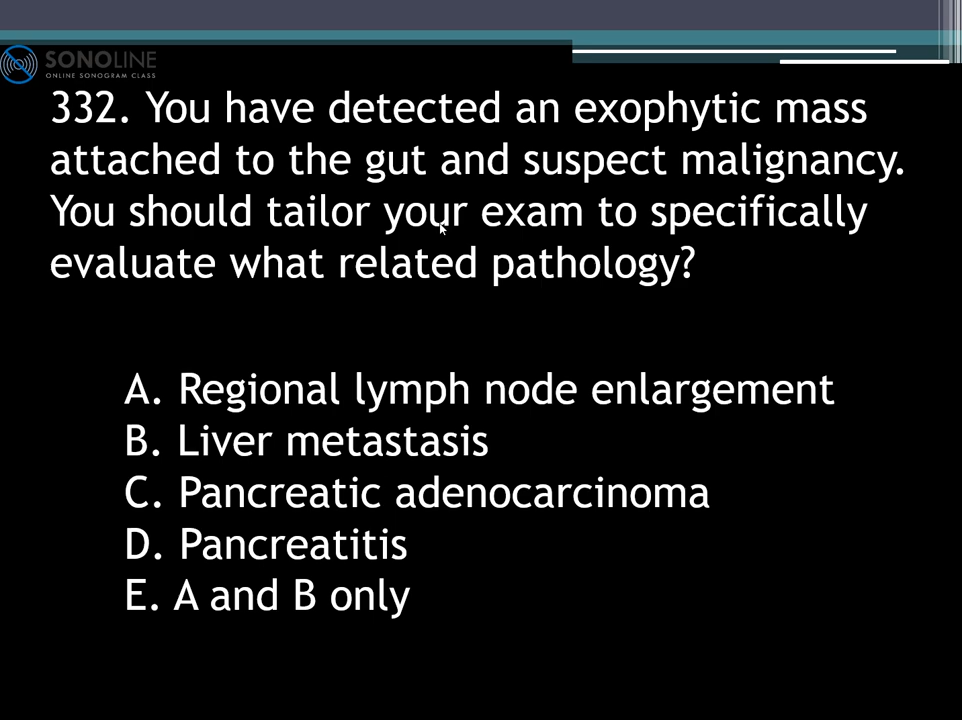 SONOLINE
ONLINE SONOGRAM CLASS
332. You have detected an exophytic mass
attached to the gut and suspect malignancy.
You should tailor your exam to specifically
evaluate what related pathology?
A. Regional lymph node enlargement
B. Liver metastasis
C. Pancreatic adenocarcinoma
D. Pancreatitis
E. A and B only